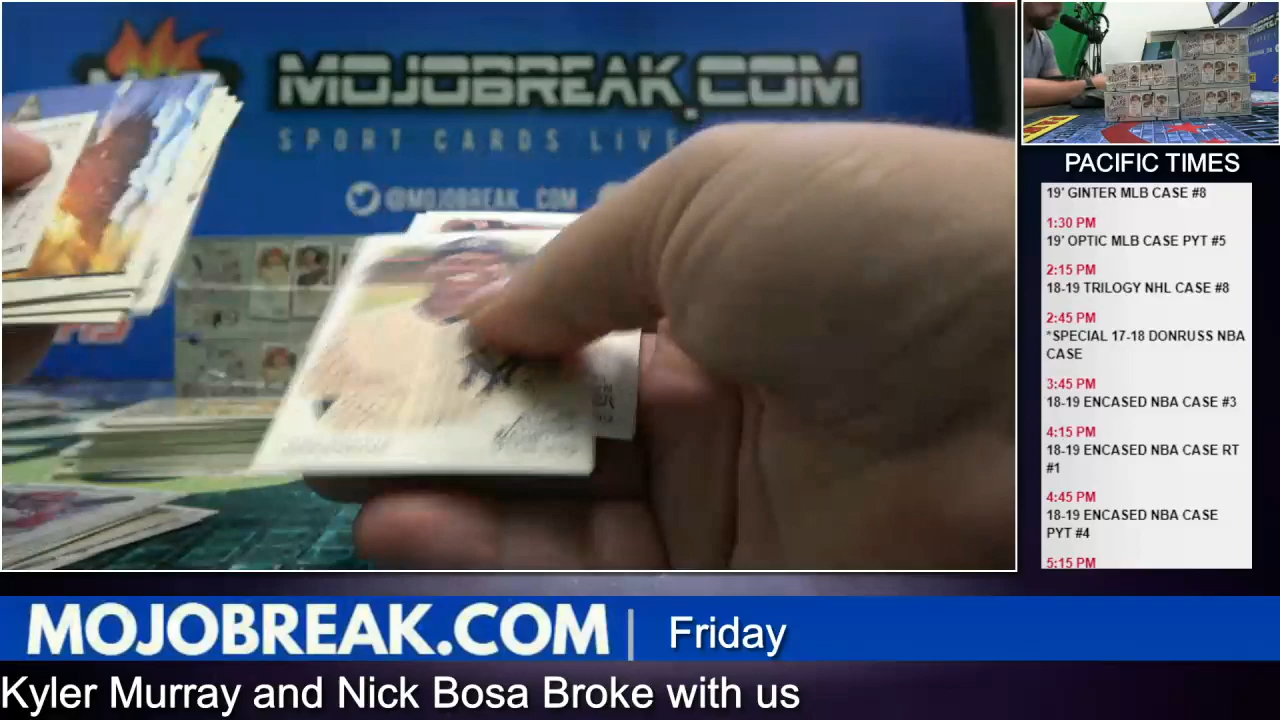 MOJOBREAK.COM
SPORT CARDS LIVE
@MOJOBREAK_COM
PACIFIC TIMES
19' GINTER MLB CASE #8
1:30 PM
19' OPTIC MLB CASE PYT #5
2:15 PM
18-19 TRILOGY NHL CASE #8
2:45 PM
*SPECIAL 17-18 DONRUSS NBA
CASE
3:45 PM
18-19 ENCASED NBA CASE #3
4:15 PM
18-19 ENCASED NBA CASE RT
#1
4:45 PM
18-19 ENCASED NBA CASE
PYT #4
5:15 PM
MOJOBREAK.COM | Friday
Kyler Murray and Nick Bosa Broke with us